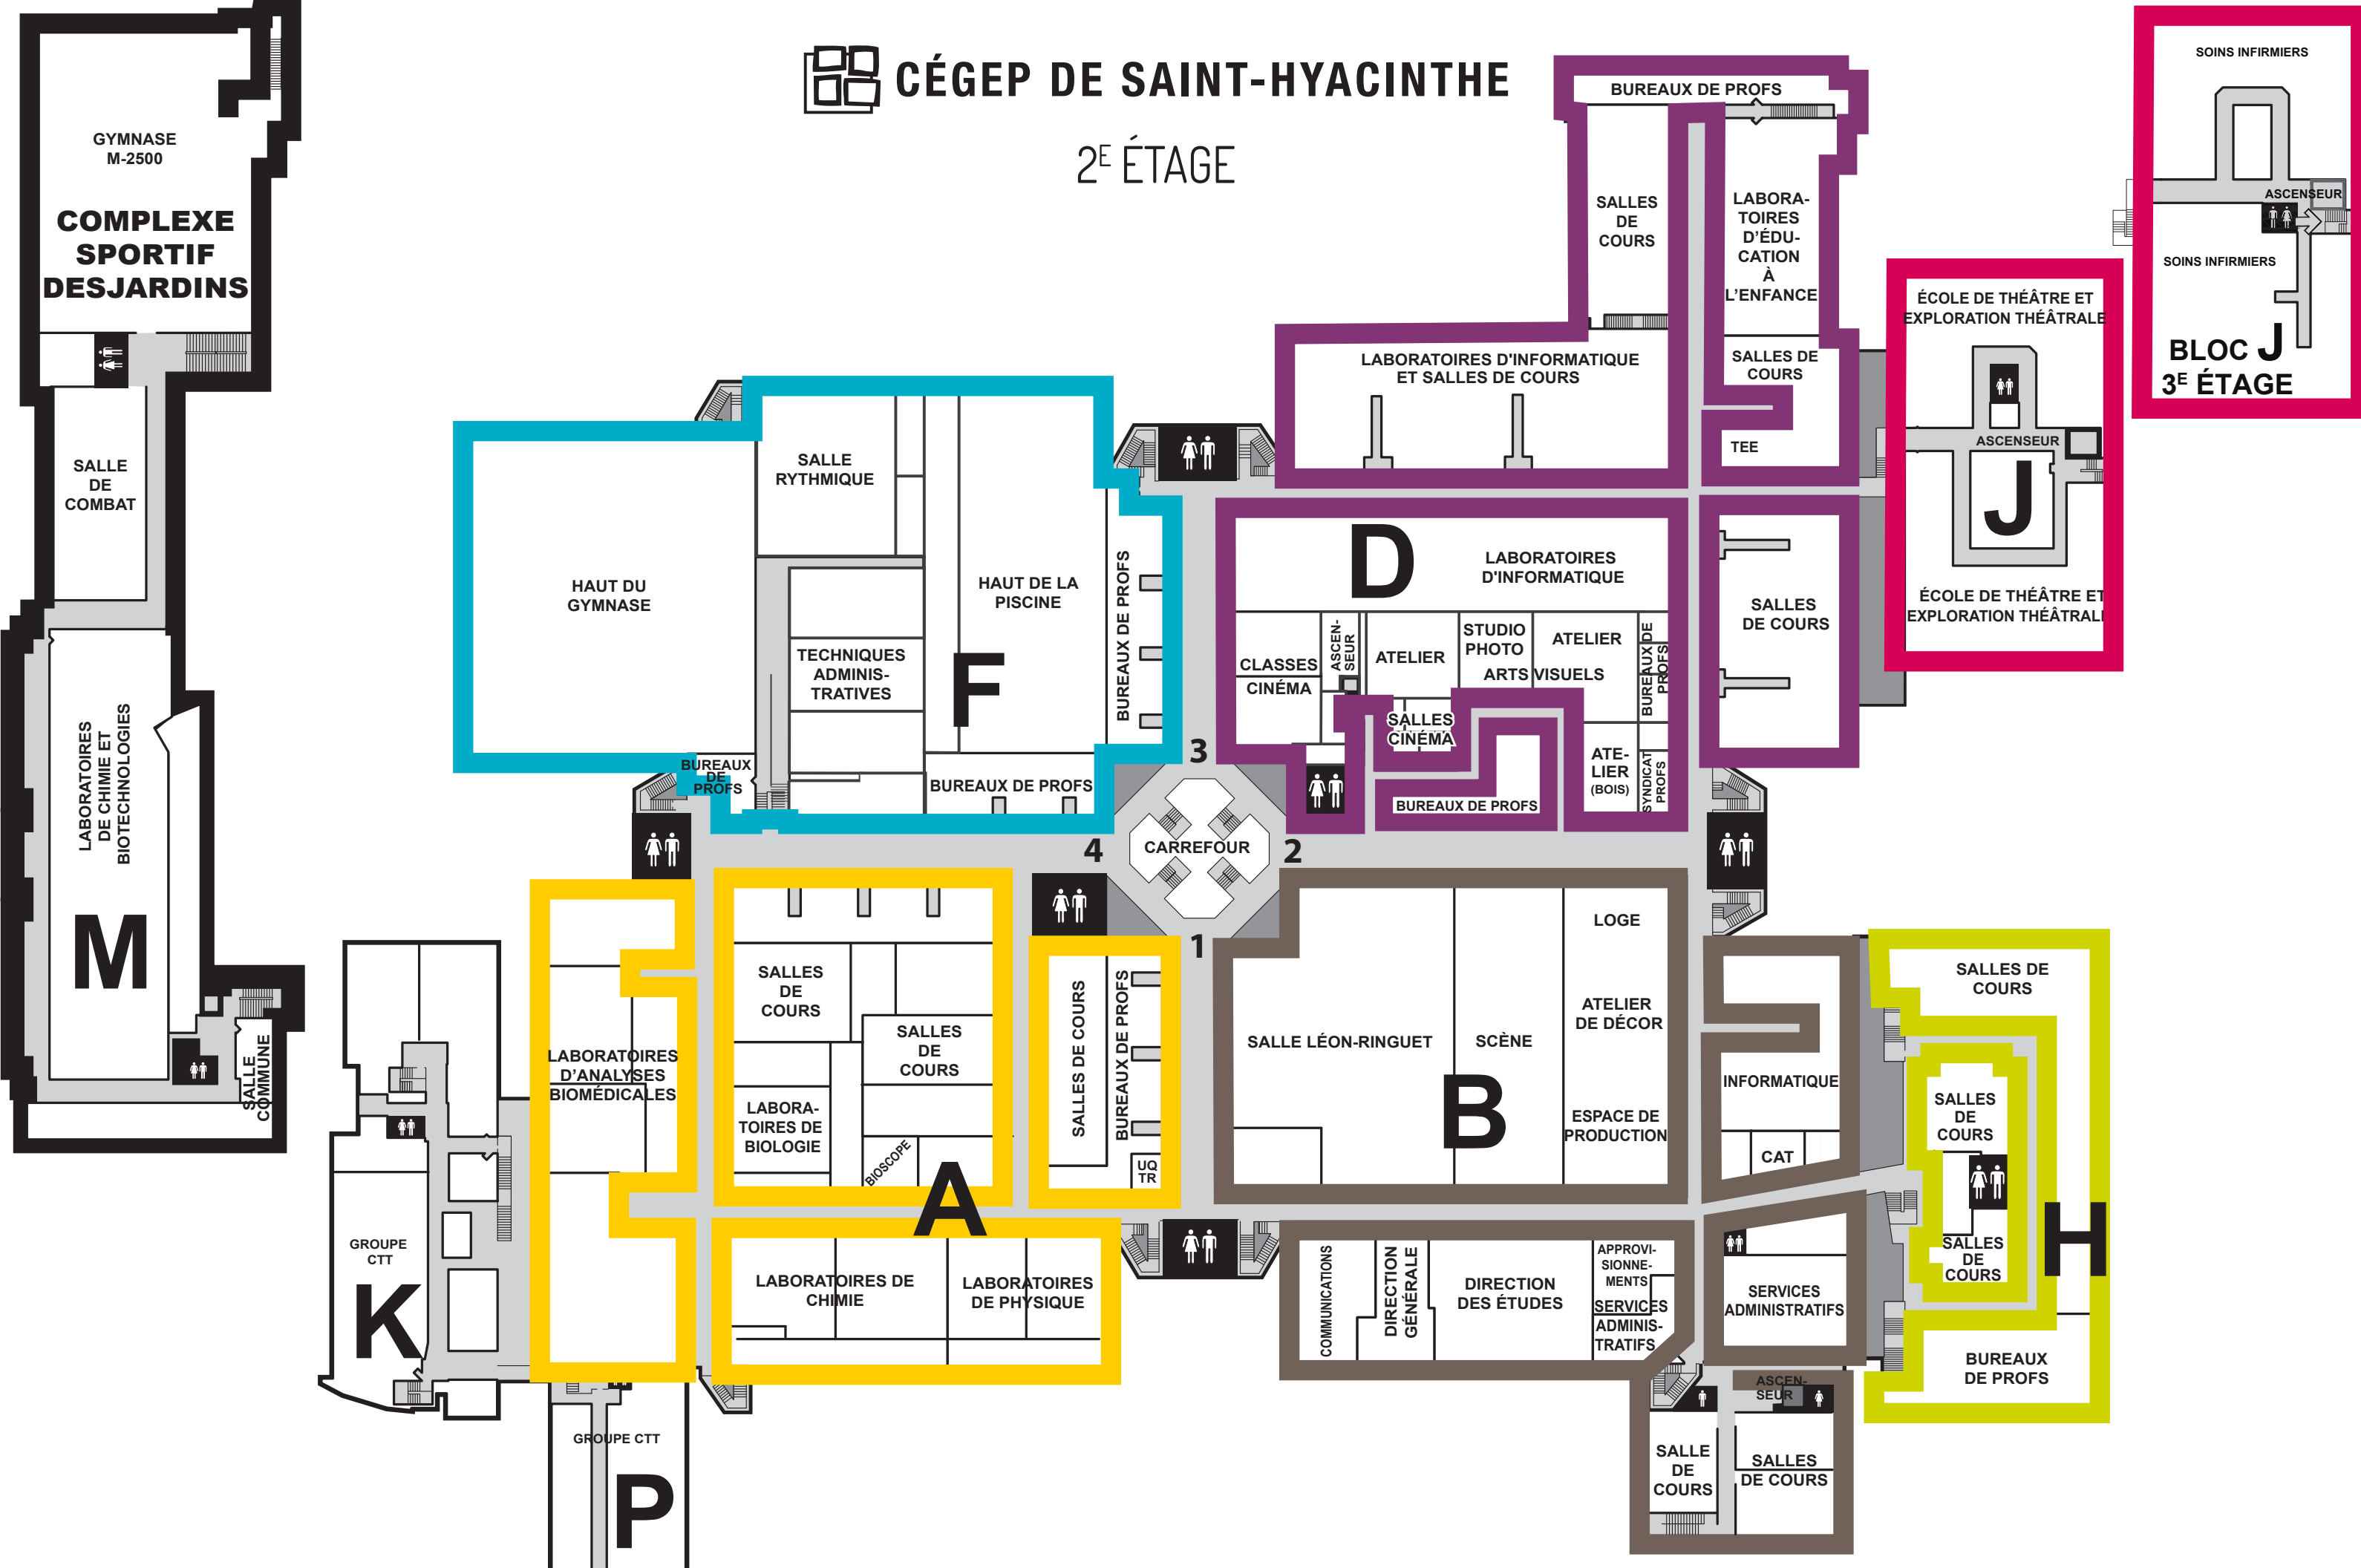 CÉGEP DE SAINT-HYACINTHE
2E ÉTAGE
GYMNASE
M-2500
COMPLEXE
SPORTIF
DESJARDINS
SALLE
DE
COMBAT
LABORATOIRES
DE CHIMIE ET
BIOTECHNOLOGIES
M
SALLE
COMMUNE
HAUT DU
GYMNASE
SALLE
RYTHMIQUE
TECHNIQUES
ADMINIS-
TRATIVES
F
HAUT DE LA
PISCINE
BUREAUX DE PROFS
BUREAUX DE PROFS
BUREAUX
DE
PROFS
BUREAUX DE PROFS
SALLES
DE
COURS
LABORA-
TOIRES
D'ÉDU-
CATION
À
L'ENFANCE
LABORATOIRES D'INFORMATIQUE
ET SALLES DE COURS
SALLES DE
COURS
TEE
D
LABORATOIRES
D'INFORMATIQUE
CLASSES
CINÉMA
ASCEN-
SEUR
ATELIER
STUDIO
PHOTO
ATELIER
ARTS VISUELS
BUREAUX DE
PROFS
SALLES
CINÉMA
ATE-
LIER
(BOIS)
SYNDICAT
PROFS
BUREAUX DE PROFS
SALLES
DE COURS
SOINS INFIRMIERS
ASCENSEUR
SOINS INFIRMIERS
BLOC J
3E ÉTAGE
ÉCOLE DE THÉÂTRE ET
EXPLORATION THÉÂTRALE
ASCENSEUR
J
ÉCOLE DE THÉÂTRE ET
EXPLORATION THÉÂTRALE
3
4
CARREFOUR
2
1
LABORATOIRES
D'ANALYSES
BIOMÉDICALES
SALLES
DE
COURS
SALLES
DE
COURS
LABORA-
TOIRES DE
BIOLOGIE
BIOSCOPE
A
SALLES DE COURS
BUREAUX DE PROFS
UQ
TR
LABORATOIRES DE
CHIMIE
LABORATOIRES
DE PHYSIQUE
GROUPE
CTT
K
GROUPE CTT
P
SALLE LÉON-RINGUET
SCÈNE
LOGE
ATELIER
DE DÉCOR
ESPACE DE
PRODUCTION
B
INFORMATIQUE
CAT
COMMUNICATIONS
DIRECTION
GÉNÉRALE
DIRECTION
DES ÉTUDES
APPROVI-
SIONNE-
MENTS
SERVICES
ADMINIS-
TRATIFS
SERVICES
ADMINISTRATIFS
ASCEN-
SEUR
SALLE
DE
COURS
SALLES
DE COURS
SALLES DE
COURS
SALLES
DE
COURS
SALLES
DE
COURS
H
BUREAUX
DE PROFS